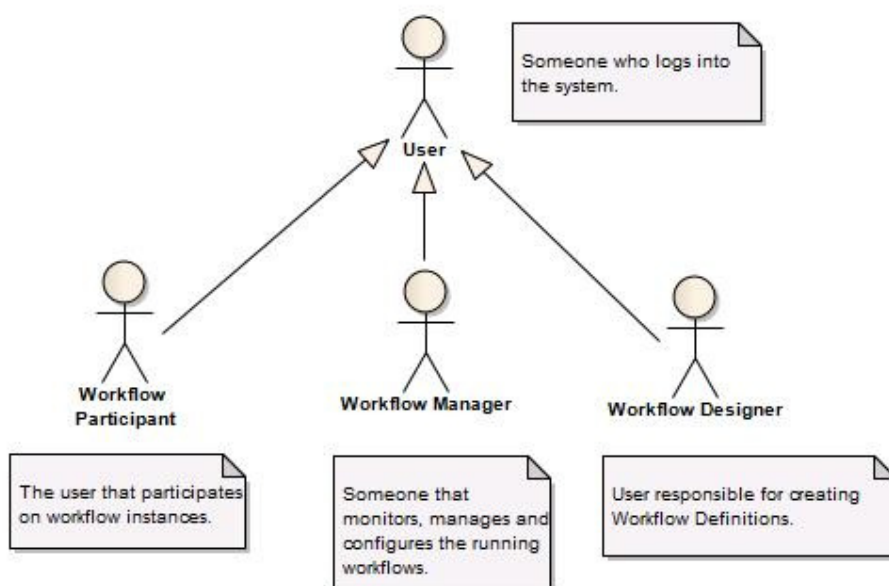 Someone who logs into
the system.
User
Workflow
Participant
Workflow Manager
Workflow Designer
The user that participates
on workflow instances.
Someone that
monitors, manages and
configures the running
workflows.
User responsible for creating
Workflow Definitions.